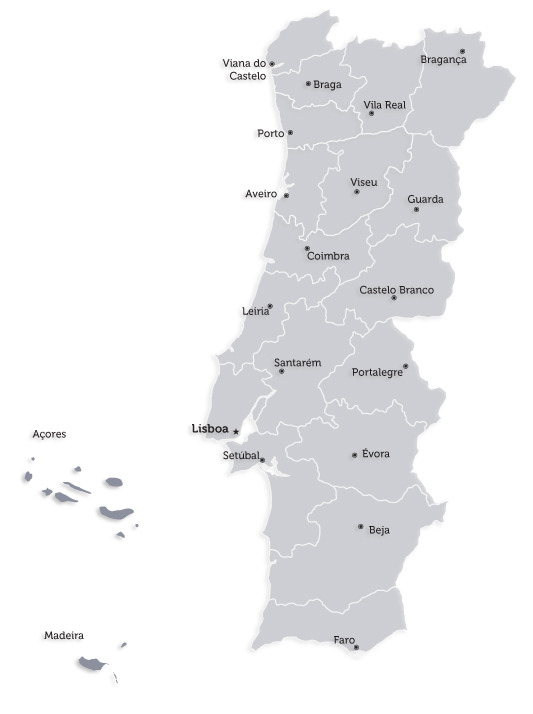 Bragança
Viana do
Castelo
Braga
Vila Real
Porto
Viseu
Aveiro
Guarda
Coimbra
Castelo Branco
Leiria
Santarém
Portalegre
Lisboa
Açores
Évora
Setúbal
Beja
Madeira
Faro